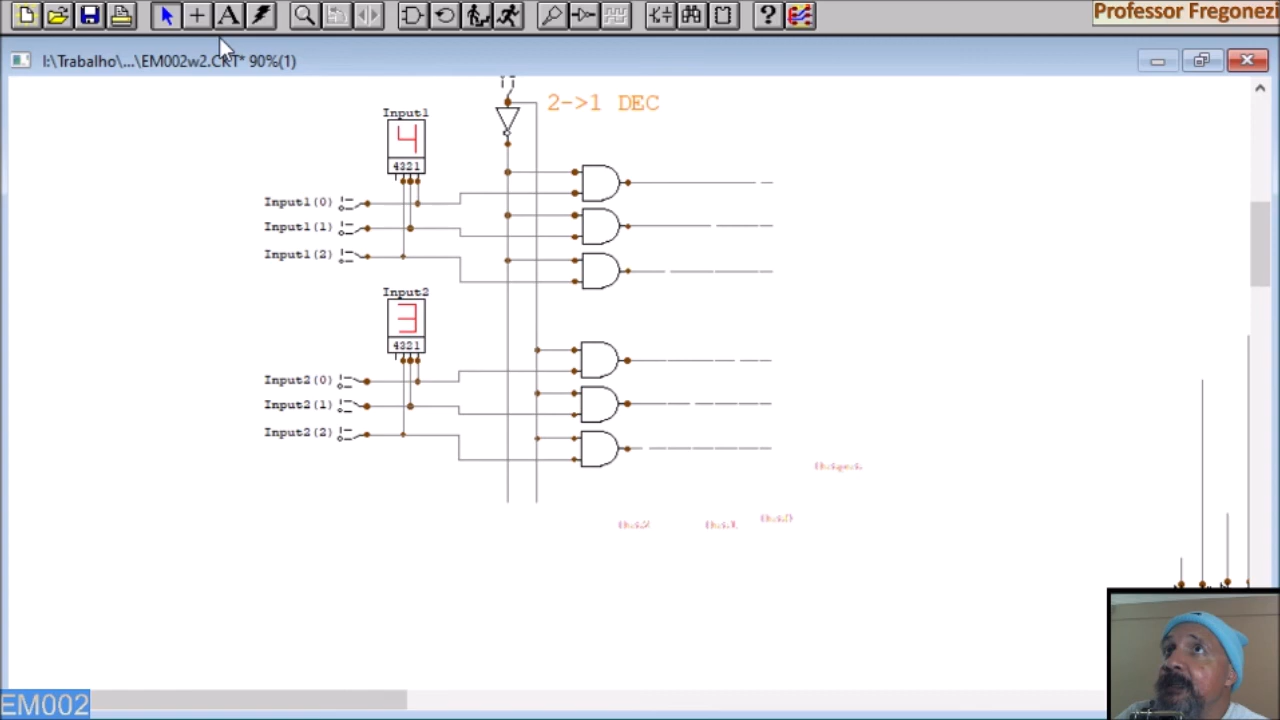 Professor Fregonezi
I:\Trabalho\...\EM002w2.CKT* 90%(1)
2->1 DEC
Input1
4
4321
Input1(0)
Input1(1)
Input1(2)
Input2
3
4321
Input2(0)
Input2(1)
Input2(2)
EM002